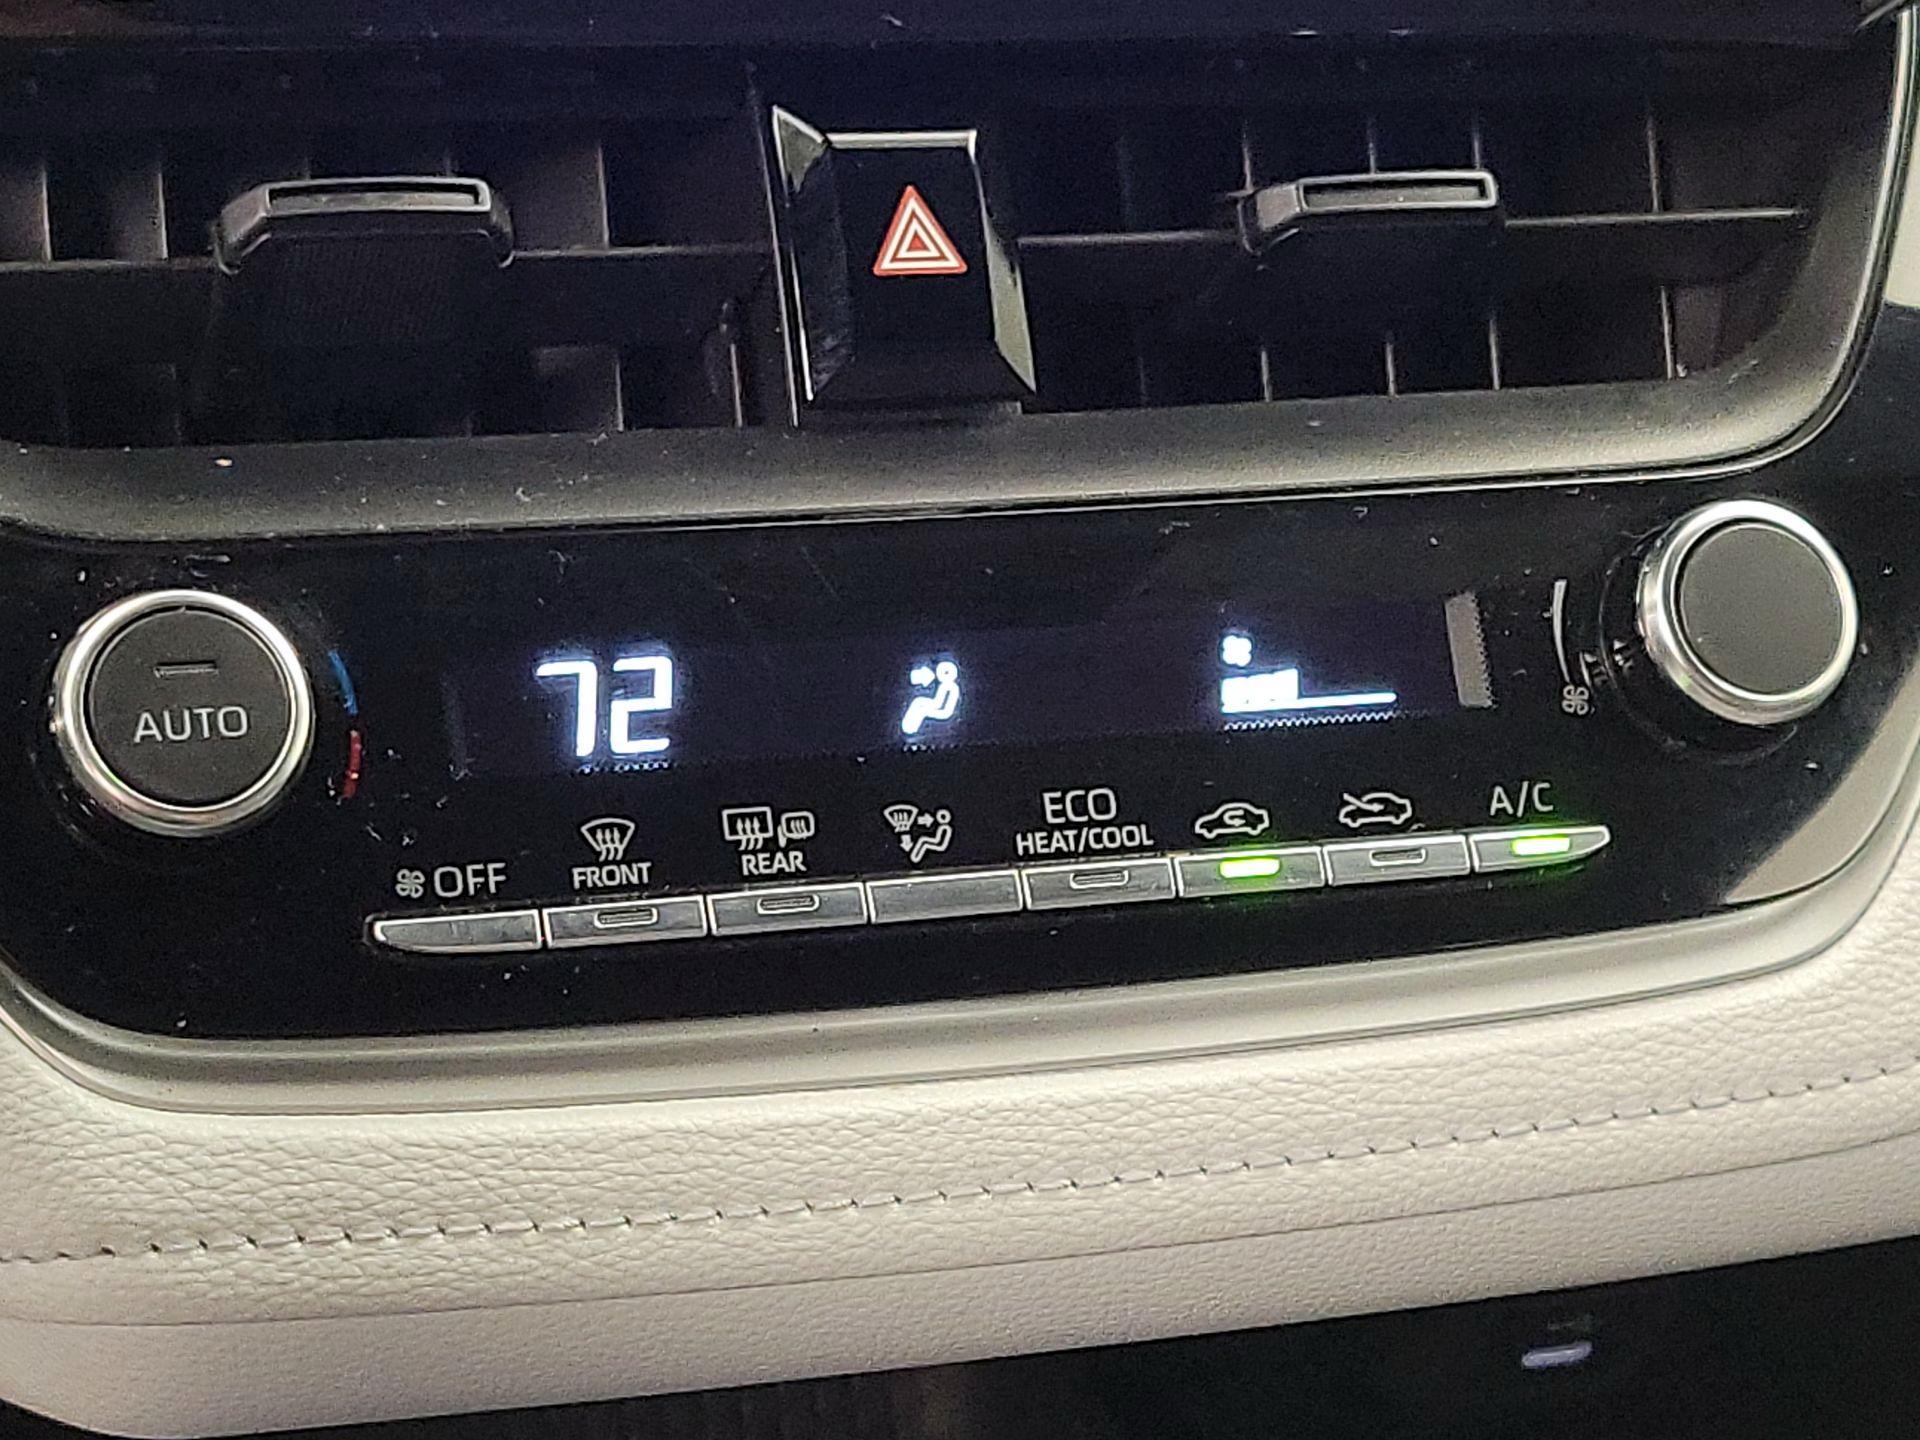 AUTO
72
OFF
FRONT
REAR
ECO
HEAT/COOL
A/C